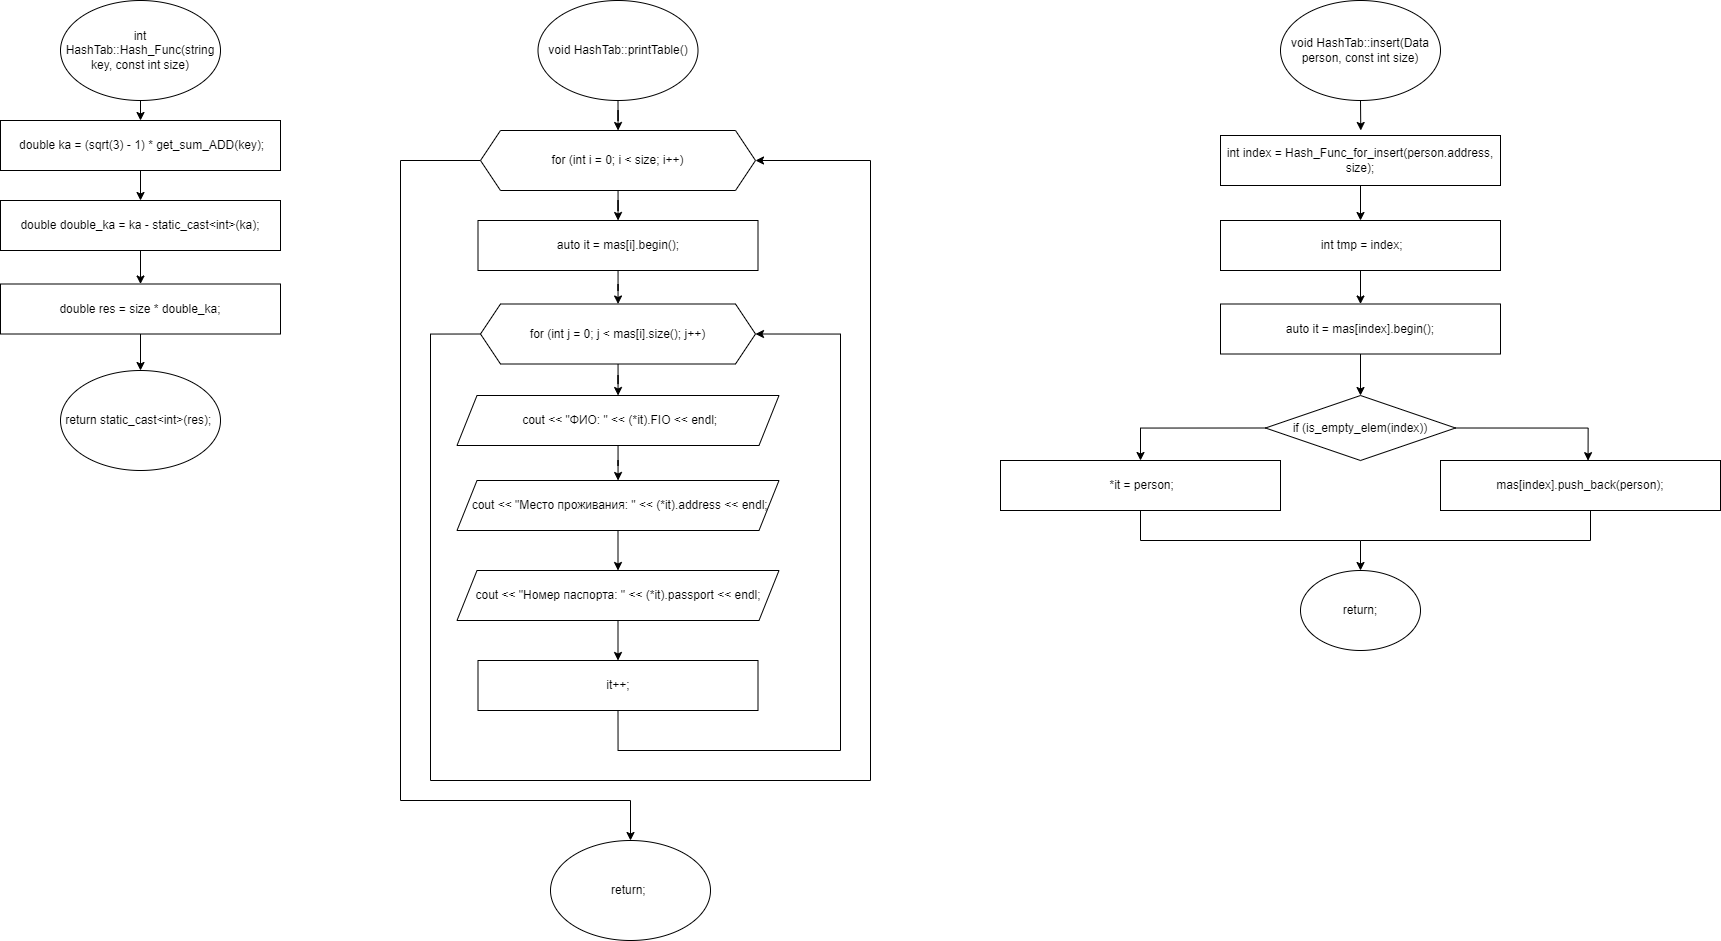 int
HashTab::Hash_Func(string
key, const int size)
double ka = (sqrt(3) - 1) * get_sum_ADD(key);
double double_ka = ka - static_cast<int>(ka);
double res = size * double_ka;
return static_cast<int>(res);
void HashTab::printTable()
for (int i = 0; i < size; i++)
auto it = mas[i].begin();
for (int j = 0; j < mas[i].size(); j++)
cout << "ФИО: " << (*it).FIO << endl;
cout << "Место проживания: " << (*it).address << endl;
cout << "Номер паспорта: " << (*it).passport << endl;
it++;
return;
void HashTab::insert(Data
person, const int size)
int index = Hash_Func_for_insert(person.address,
size);
int tmp = index;
auto it = mas[index].begin();
if (is_empty_elem(index))
*it = person;
mas[index].push_back(person);
return;